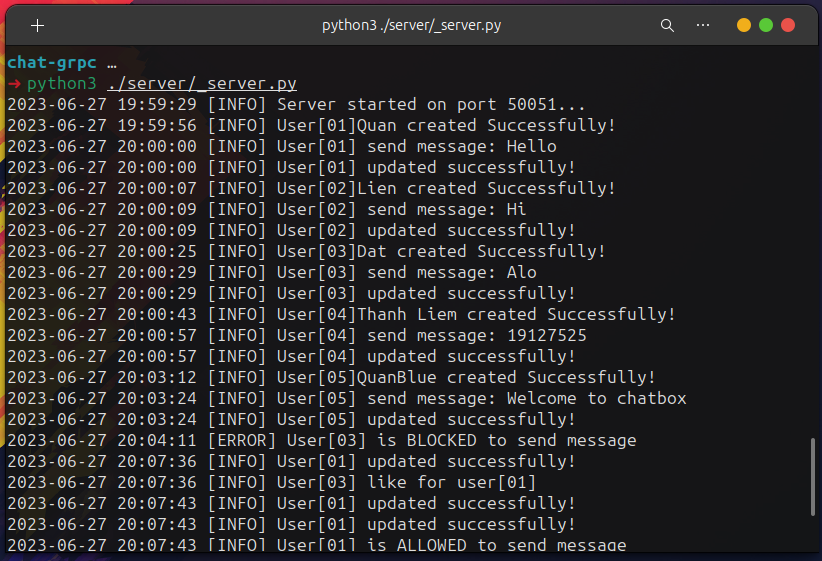 python3 ./server/_server.py
chat-grpc …
➜ python3 ./server/_server.py
2023-06-27 19:59:29 [INFO] Server started on port 50051...
2023-06-27 19:59:56 [INFO] User[01]Quan created Successfully!
2023-06-27 20:00:00 [INFO] User[01] send message: Hello
2023-06-27 20:00:00 [INFO] User[01] updated successfully!
2023-06-27 20:00:07 [INFO] User[02]Lien created Successfully!
2023-06-27 20:00:09 [INFO] User[02] send message: Hi
2023-06-27 20:00:09 [INFO] User[02] updated successfully!
2023-06-27 20:00:25 [INFO] User[03]Dat created Successfully!
2023-06-27 20:00:29 [INFO] User[03] send message: Alo
2023-06-27 20:00:29 [INFO] User[03] updated successfully!
2023-06-27 20:00:43 [INFO] User[04]Thanh Liem created Successfully!
2023-06-27 20:00:57 [INFO] User[04] send message: 19127525
2023-06-27 20:00:57 [INFO] User[04] updated successfully!
2023-06-27 20:03:12 [INFO] User[05]QuanBlue created Successfully!
2023-06-27 20:03:24 [INFO] User[05] send message: Welcome to chatbox
2023-06-27 20:03:24 [INFO] User[05] updated successfully!
2023-06-27 20:04:11 [ERROR] User[03] is BLOCKED to send message
2023-06-27 20:07:36 [INFO] User[01] updated successfully!
2023-06-27 20:07:36 [INFO] User[03] like for user[01]
2023-06-27 20:07:43 [INFO] User[01] updated successfully!
2023-06-27 20:07:43 [INFO] User[01] updated successfully!
2023-06-27 20:07:43 [INFO] User[01] is ALLOWED to send message